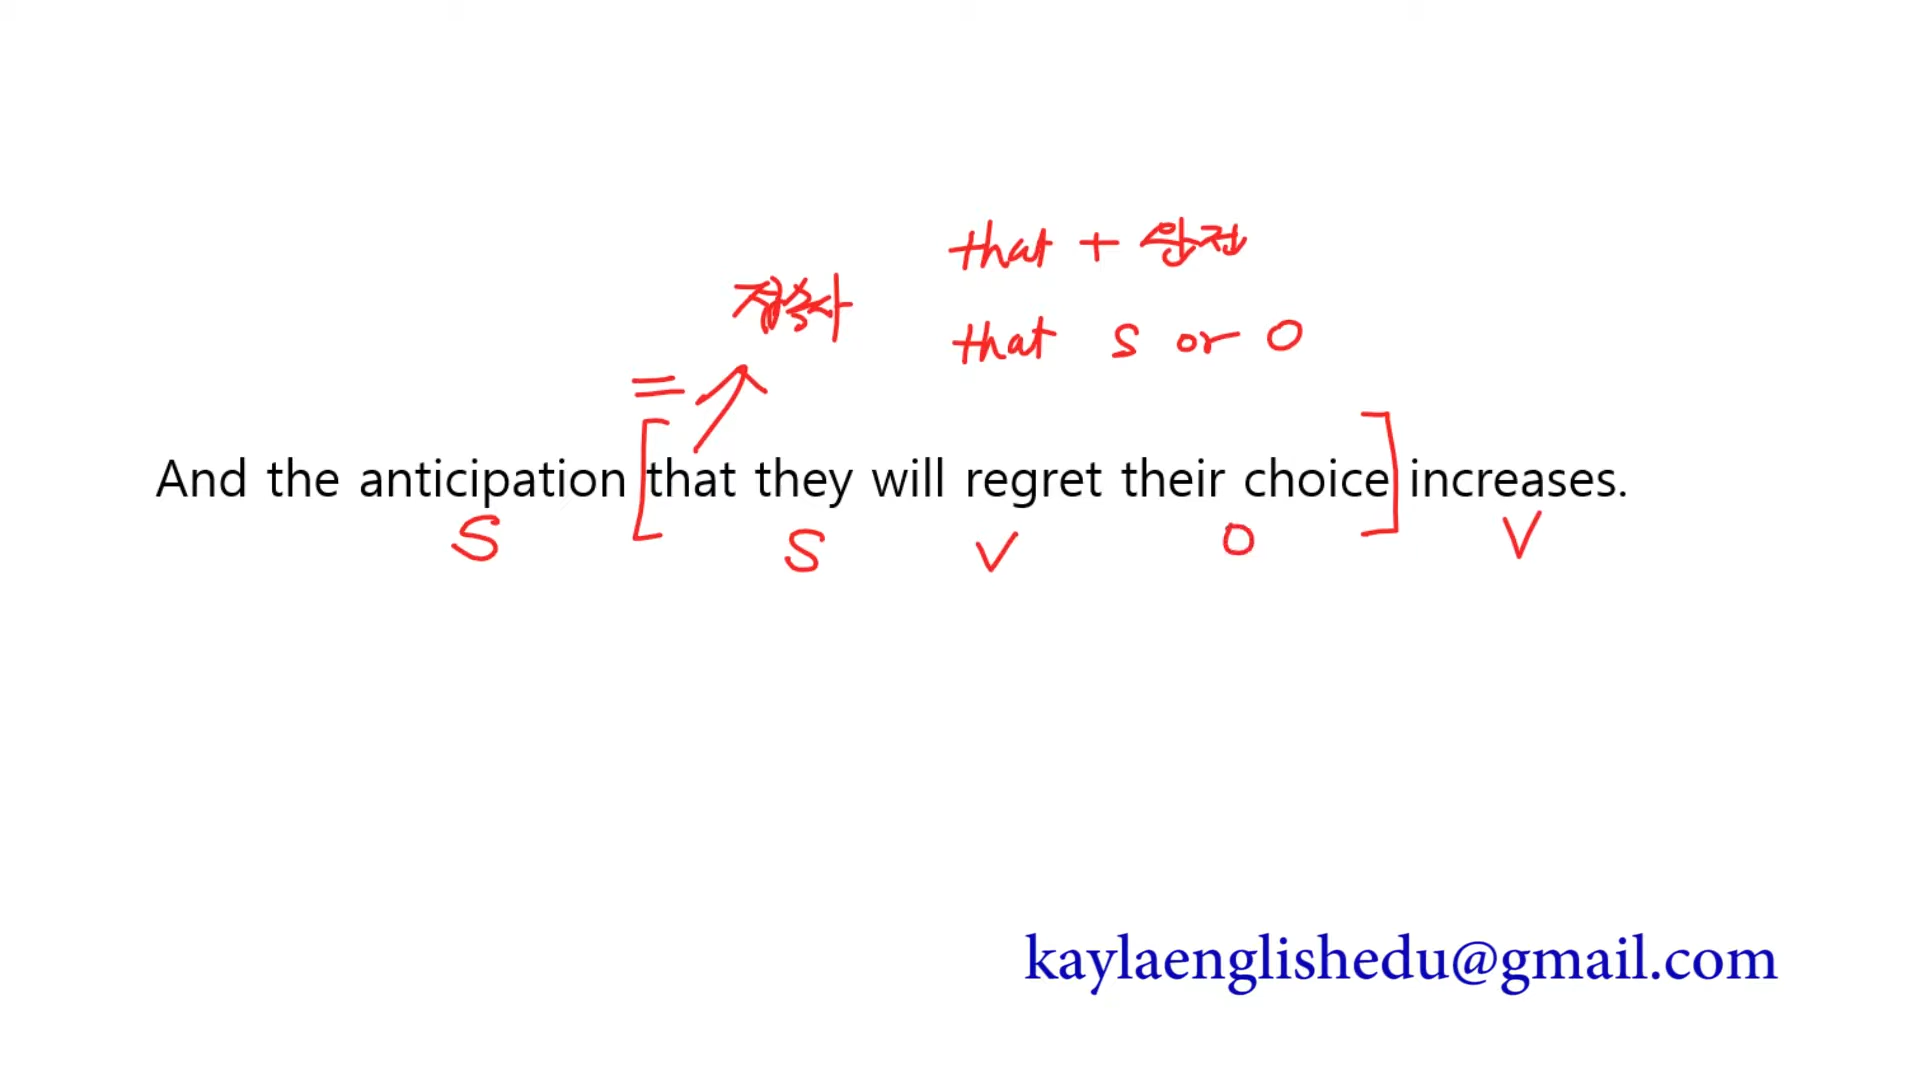 that + 완전
접속사
that S or O
=
And the anticipation [that they will regret their choice] increases.
S S V O V
kaylaenglishedu@gmail.com